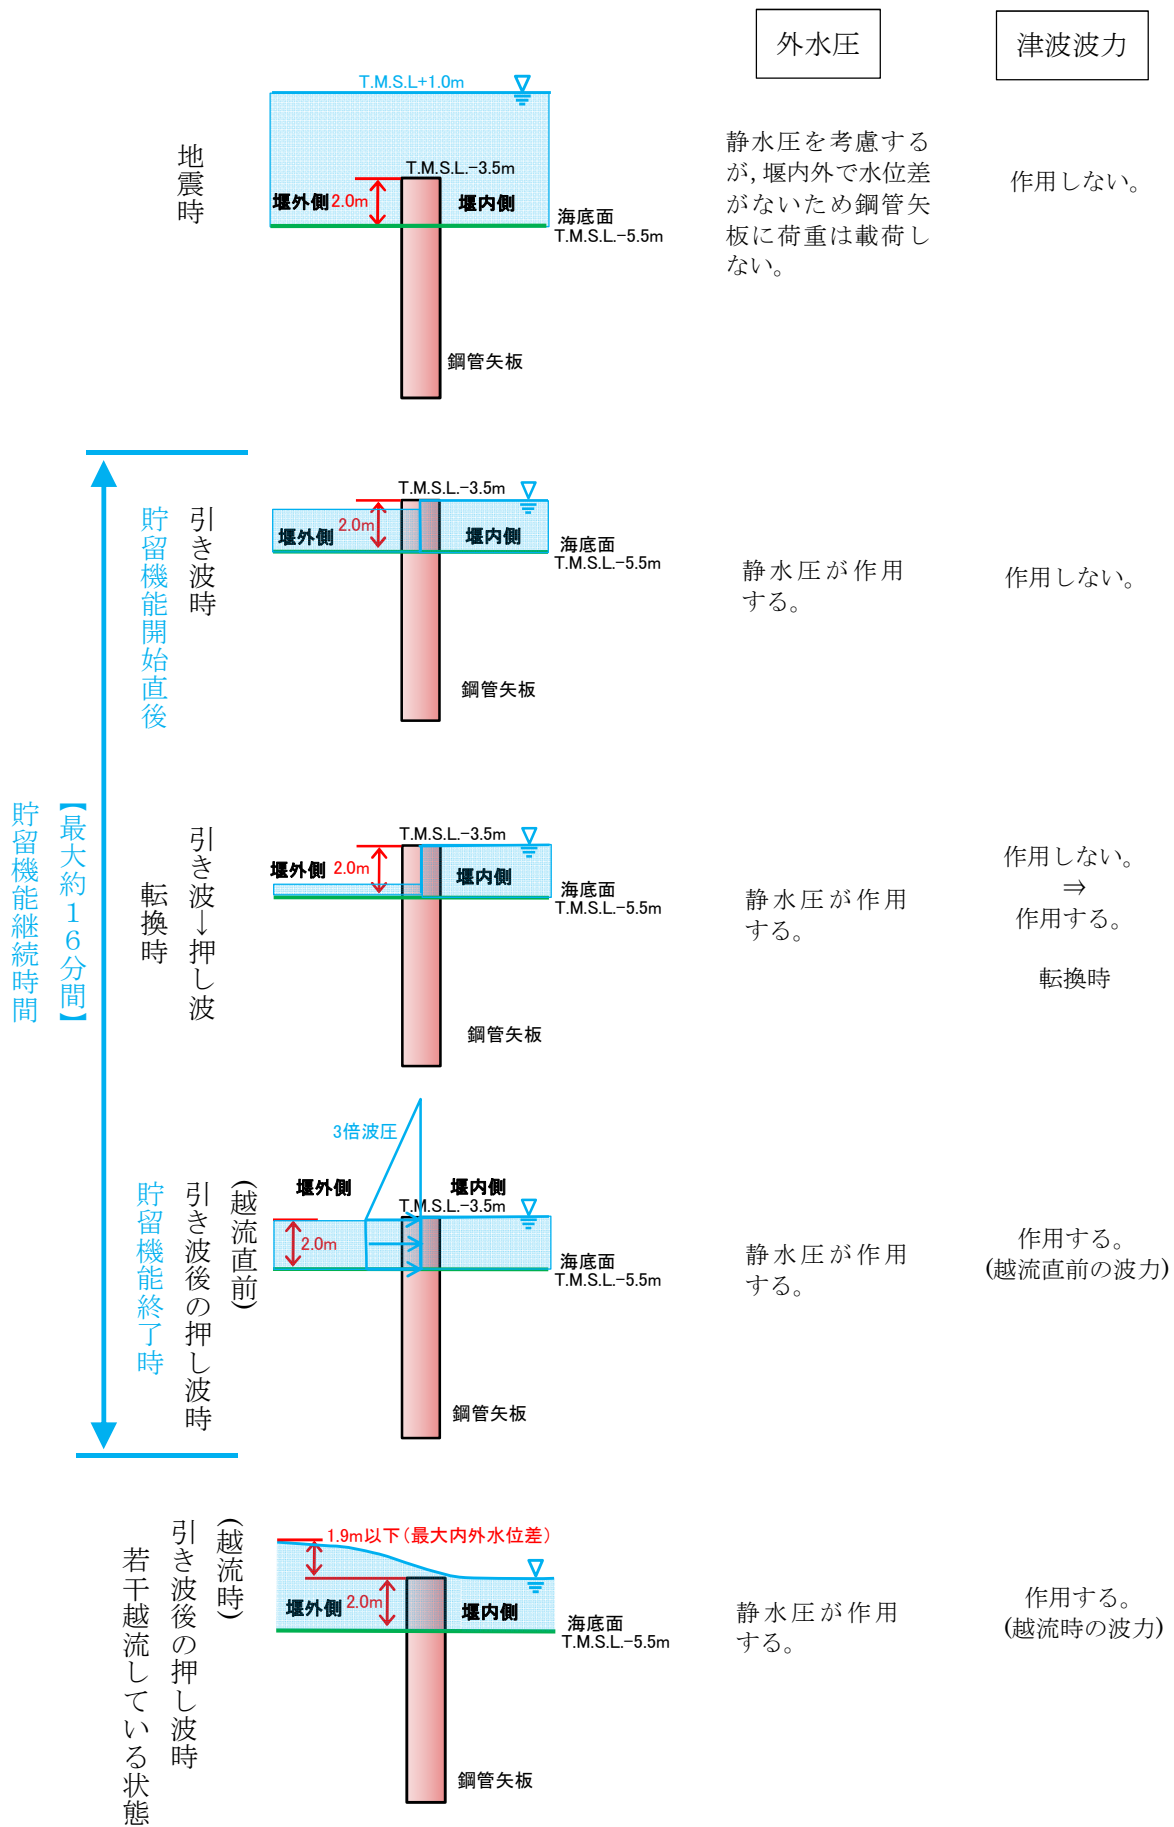 外水圧
津波波力
地震時
T.M.S.L+1.0m
T.M.S.L.-3.5m
堰外側
2.0m
堰内側
海底面
T.M.S.L.-5.5m
鋼管矢板
静水圧を考慮する
が,堰内外で水位差
がないため鋼管矢
板に荷重は載荷し
ない。
作用しない。
貯留機能継続時間
【最大約16分間】
引き波時
貯留機能開始直後
T.M.S.L.-3.5m
堰外側
2.0m
堰内側
海底面
T.M.S.L.-5.5m
鋼管矢板
静水圧が作用
する。
作用しない。
引き波→押し波
転換時
T.M.S.L.-3.5m
堰外側
2.0m
堰内側
海底面
T.M.S.L.-5.5m
鋼管矢板
静水圧が作用
する。
作用しない。
⇒
作用する。
転換時
(越流直前)
引き波後の押し波時
貯留機能終了時
3倍波圧
堰外側
堰内側
T.M.S.L.-3.5m
2.0m
海底面
T.M.S.L.-5.5m
鋼管矢板
静水圧が作用
する。
作用する。
(越流直前の波力)
(越流時)
引き波後の押し波時
若干越流している状態
1.9m以下(最大内外水位差)
堰外側
2.0m
堰内側
海底面
T.M.S.L.-5.5m
鋼管矢板
静水圧が作用
する。
作用する。
(越流時の波力)